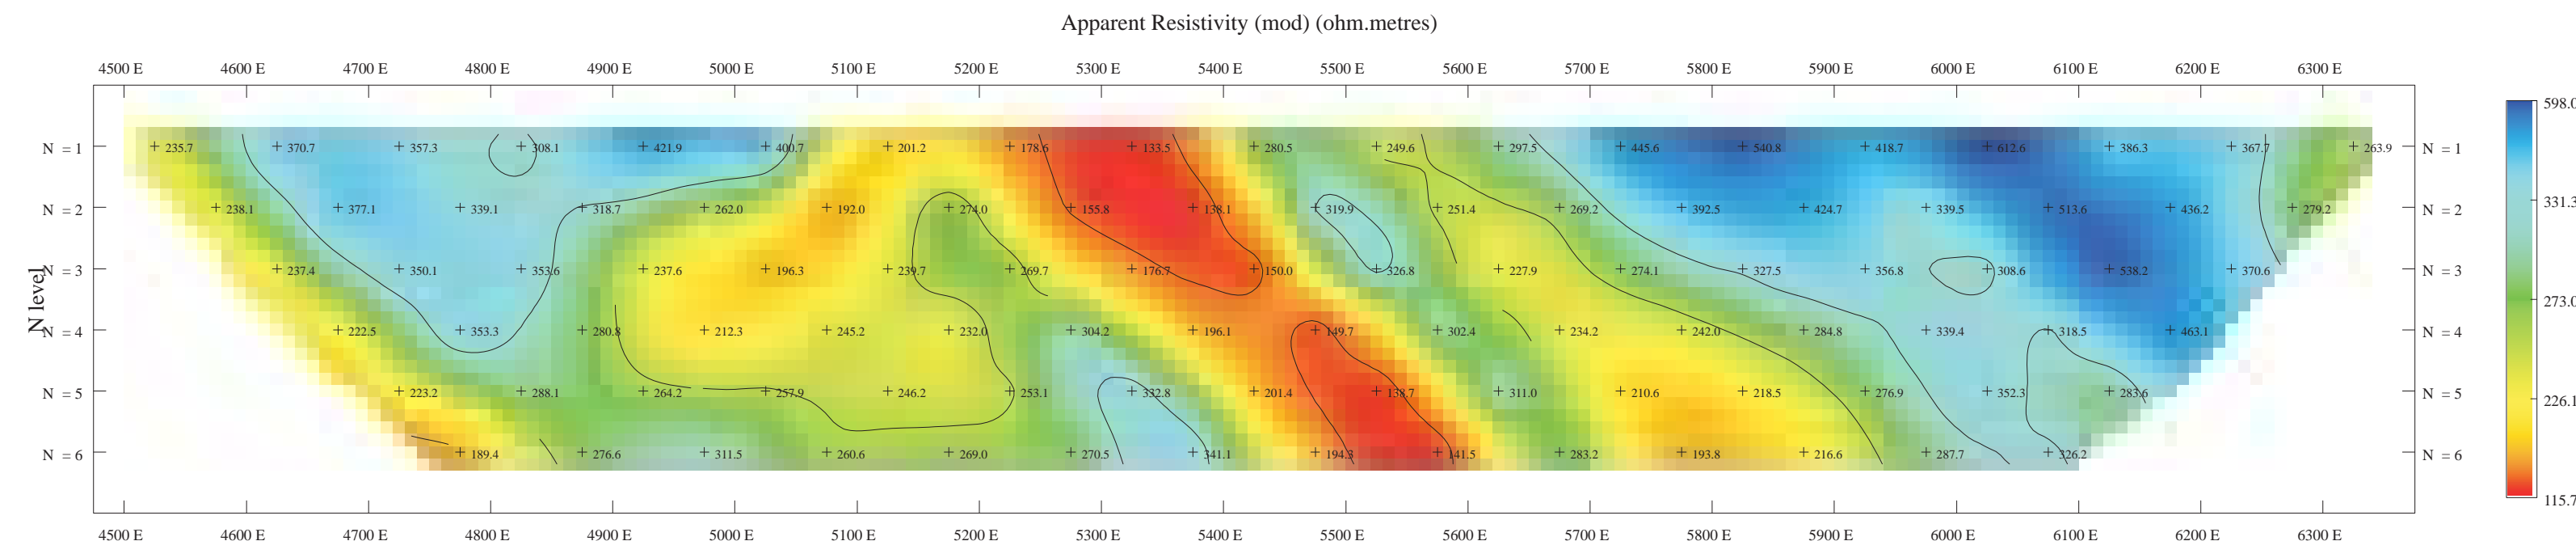 Apparent Resistivity (mod) (ohm.metres)
4500 E 4600 E 4700 E 4800 E 4900 E 5000 E 5100 E 5200 E 5300 E 5400 E 5500 E 5600 E 5700 E 5800 E 5900 E 6000 E 6100 E 6200 E 6300 E
598.0
N = 1 235.7 370.7 357.3 308.1 421.9 400.7 201.2 178.6 133.5 280.5 249.6 297.5 445.6 540.8 418.7 612.6 386.3 367.7 263.9 N = 1
331.3
N = 2 238.1 377.1 339.1 318.7 262.0 192.0 274.0 155.8 138.1 319.9 251.4 269.2 392.5 424.7 339.5 513.6 436.2 279.2 N = 2
N level
N = 3 237.4 350.1 353.6 237.6 196.3 239.7 269.7 176.7 150.0 326.8 227.9 274.1 327.5 356.8 308.6 538.2 370.6 N = 3
273.0
N = 4 222.5 353.3 280.8 212.3 245.2 232.0 304.2 196.1 149.7 302.4 234.2 242.0 284.8 339.4 318.5 463.1 N = 4
N = 5 223.2 288.1 264.2 257.9 246.2 253.1 332.8 201.4 138.7 311.0 210.6 218.5 276.9 352.3 283.6 N = 5
226.1
N = 6 189.4 276.6 311.5 260.6 269.0 270.5 341.1 194.3 141.5 283.2 193.8 216.6 287.7 326.2 N = 6
115.7
4500 E 4600 E 4700 E 4800 E 4900 E 5000 E 5100 E 5200 E 5300 E 5400 E 5500 E 5600 E 5700 E 5800 E 5900 E 6000 E 6100 E 6200 E 6300 E